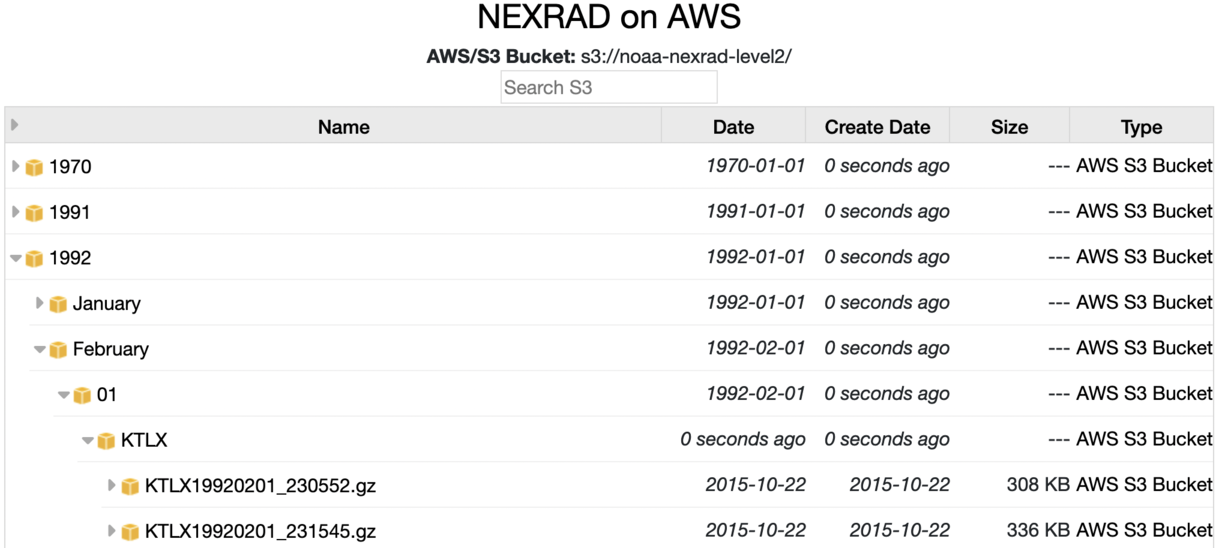 NEXRAD on AWS
AWS/S3 Bucket: s3://noaa-nexrad-level2/
Search S3
Name Date Create Date Size Type
1970 1970-01-01 0 seconds ago --- AWS S3 Bucket
1991 1991-01-01 0 seconds ago --- AWS S3 Bucket
1992 1992-01-01 0 seconds ago --- AWS S3 Bucket
January 1992-01-01 0 seconds ago --- AWS S3 Bucket
February 1992-02-01 0 seconds ago --- AWS S3 Bucket
01 1992-02-01 0 seconds ago --- AWS S3 Bucket
KTLX 0 seconds ago 0 seconds ago --- AWS S3 Bucket
KTLX19920201_230552.gz 2015-10-22 2015-10-22 308 KB AWS S3 Bucket
KTLX19920201_231545.gz 2015-10-22 2015-10-22 336 KB AWS S3 Bucket